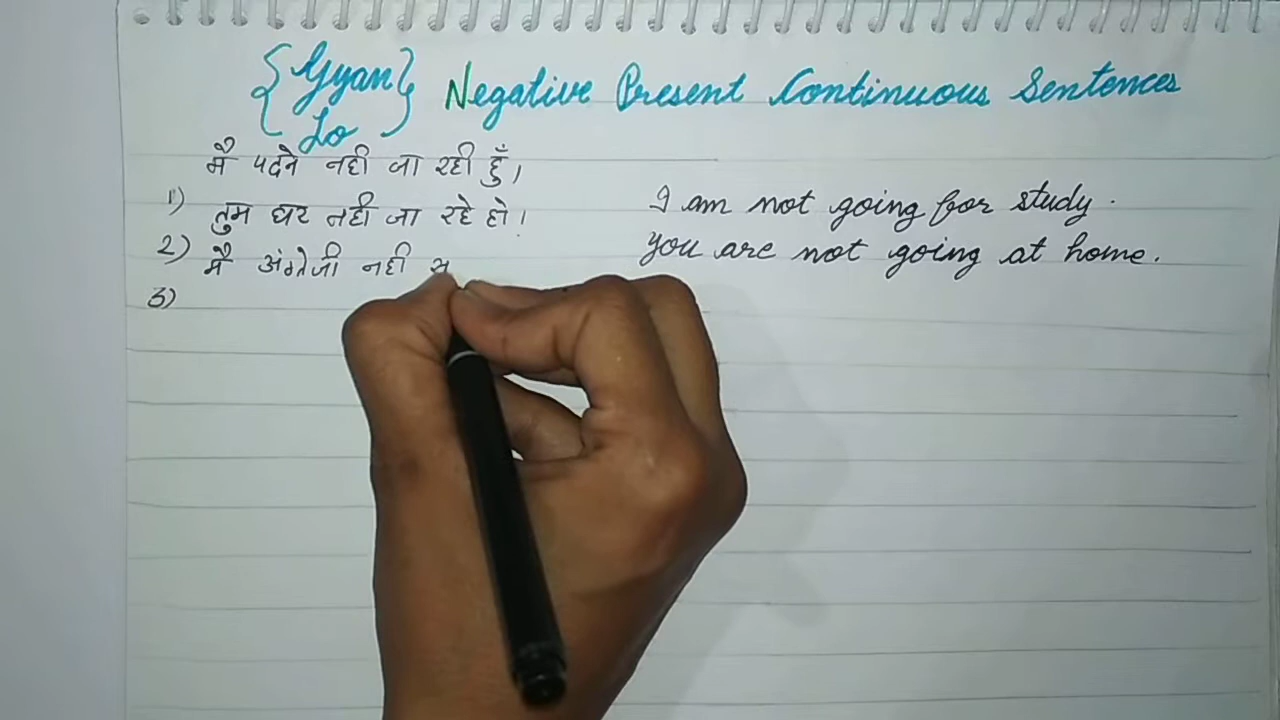 {Gyan Lo} Negative Present Continuous Sentences
1) मै पढने नही जा रही हुँ। I am not going for study.
2) तुम घर नही जा रहे हो। You are not going at home.
3) मै अंग्रेजी नही